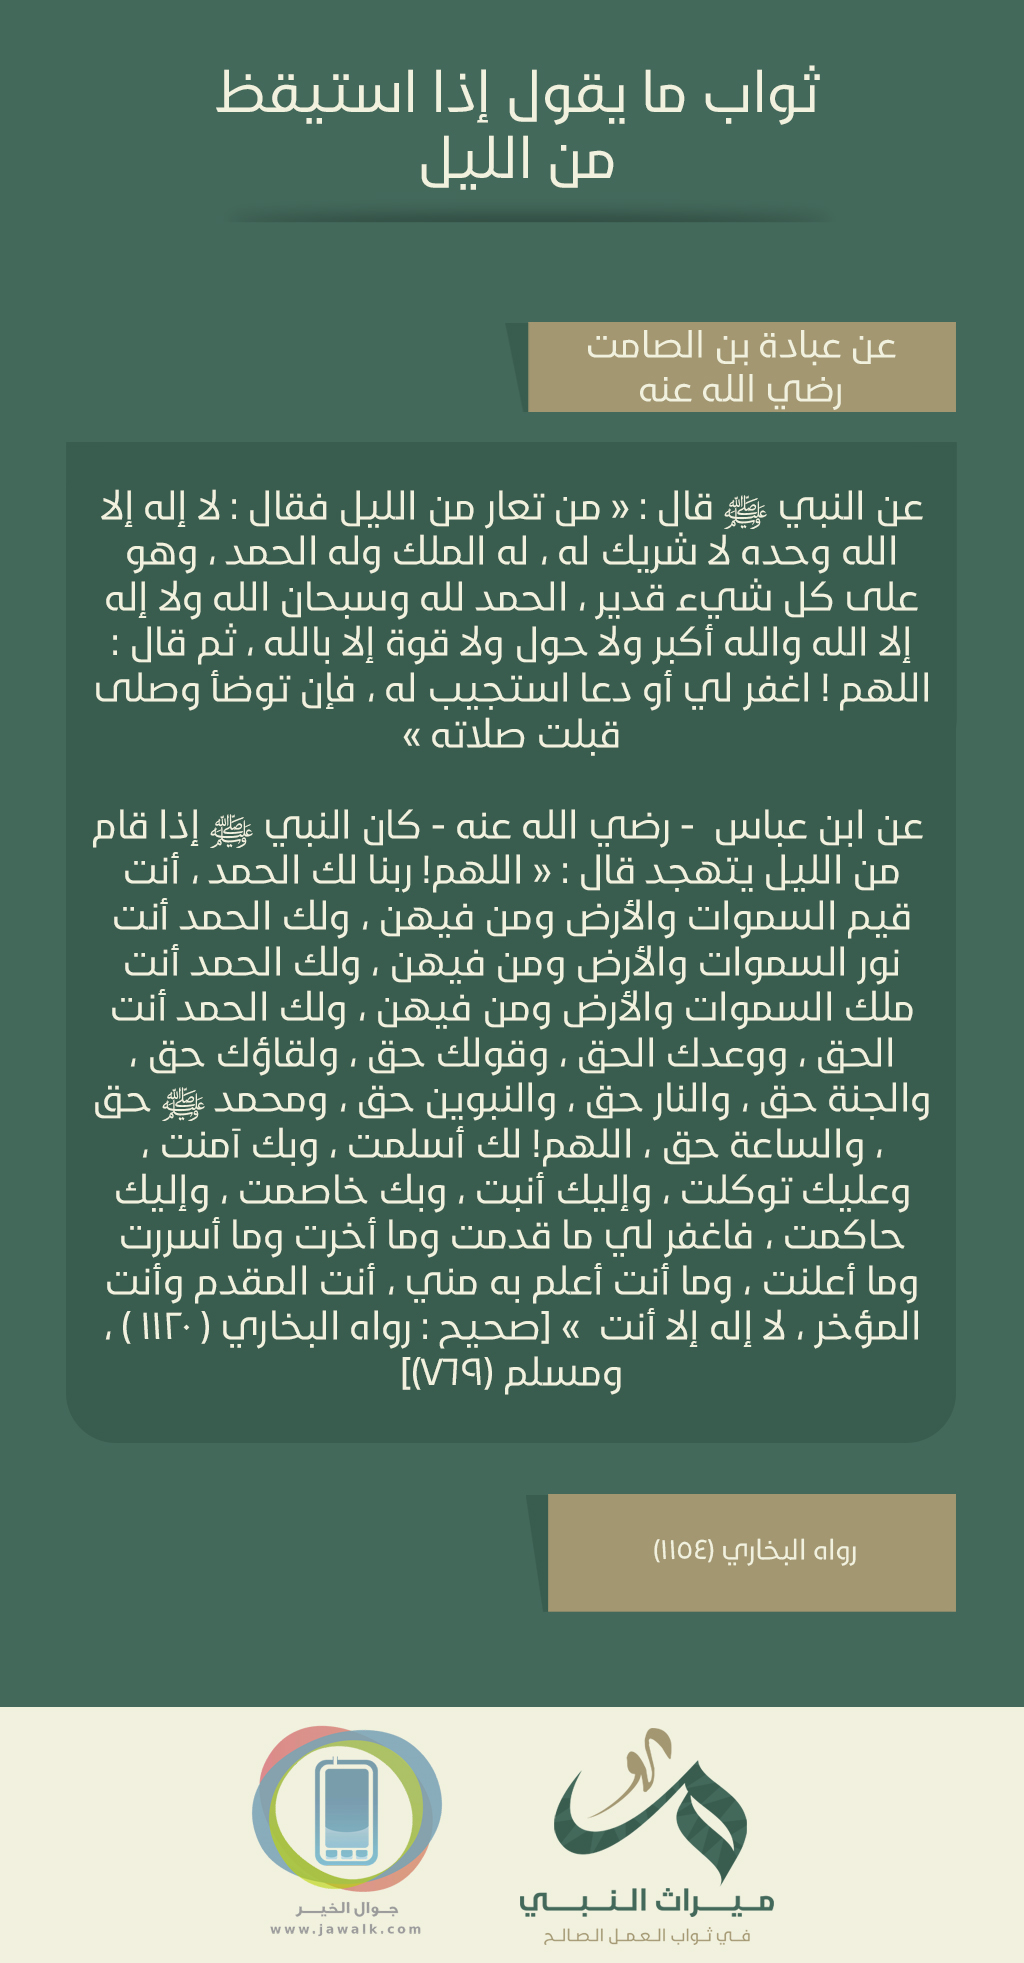 ثواب ما يقول إذا استيقظ
من الليل
عن عبادة بن الصامت
رضي الله عنه
عن النبي ﷺ قال : « من تعار من الليل فقال : لا إله إلا
الله وحده لا شريك له ، له الملك وله الحمد ، وهو
على كل شيء قدير ، الحمد لله وسبحان الله ولا إله
إلا الله والله أكبر ولا حول ولا قوة إلا بالله ، ثم قال :
اللهم ! اغفر لي أو دعا استجيب له ، فإن توضأ وصلى
قبلت صلاته »
عن ابن عباس - رضي الله عنه - كان النبي ﷺ إذا قام
من الليل يتهجد قال : « اللهم! ربنا لك الحمد ، أنت
قيم السموات والأرض ومن فيهن ، ولك الحمد أنت
نور السموات والأرض ومن فيهن ، ولك الحمد أنت
ملك السموات والأرض ومن فيهن ، ولك الحمد أنت
الحق ، ووعدك الحق ، وقولك حق ، ولقاؤك حق ،
والجنة حق ، والنار حق ، والنبوين حق ، ومحمد ﷺ حق
، والساعة حق ، اللهم! لك أسلمت ، وبك آمنت ،
وعليك توكلت ، وإليك أنبت ، وبك خاصمت ، وإليك
حاكمت ، فاغفر لي ما قدمت وما أخرت وما أسررت
وما أعلنت ، وما أنت أعلم به مني ، أنت المقدم وأنت
المؤخر ، لا إله إلا أنت » [صحيح : رواه البخاري ( ١١٢٠ ) ،
ومسلم (٧٦٩)]
رواه البخاري (١١٥٤)
ميراث النبي
في ثواب العمل الصالح
جوال الخير
www.jawalk.com